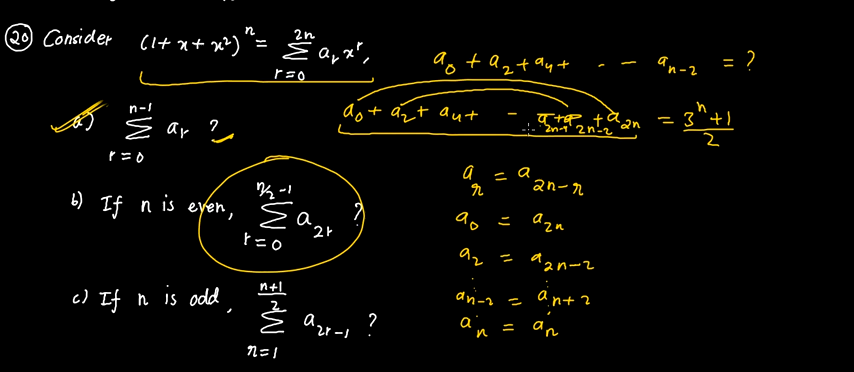 (20) Consider (1 + x + x²)ⁿ = Σ_{r=0}^{2n} a_r x^r,
a₀ + a₂ + a₄ + · · – a_{n-2} = ?
a) Σ_{r=0}^{n-1} a_r ?
a₀ + a₂ + a₄ + – a_{2n-2} + a_{2n} = (3ⁿ + 1)/2
b) If n is even, Σ_{r=0}^{n/2-1} a_{2r} ?
a_r = a_{2n-r}
a₀ = a_{2n}
a₂ = a_{2n-2}
a_{n-2} = a_{n+2}
a_n = a_n
c) If n is odd, Σ_{n=1}^{(n+1)/2} a_{2r-1} ?